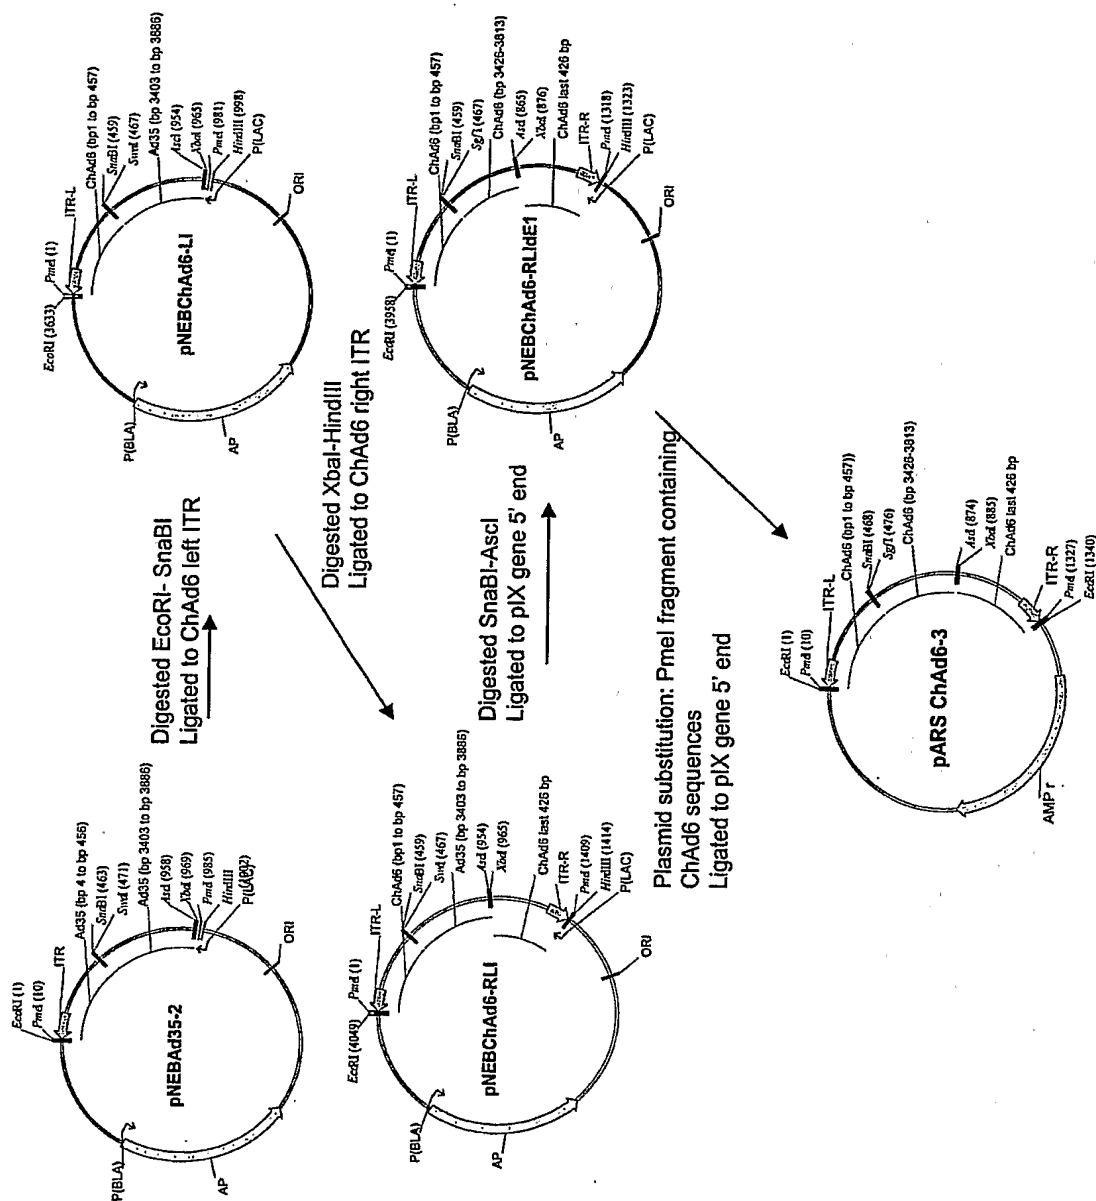 EcoRI (1)
PmeI (10)
ITR
Ad35 (bp 4 to bp 456)
SnaBI (463)
SwaI (471)
Ad35 (bp 3403 to bp 3886)
AscI (958)
XbaI (969)
PmeI (985)
HindIII
ORI
P(BLA)
AP
pNEBAd35-2
Digested EcoRI- SnaBI
Ligated to ChAd6 left ITR
EcoRI (3633)
PmeI (1)
ITR-L
ChAd6 (bp1 to bp 457)
SnaBI (459)
SwaI (467)
Ad35 (bp 3403 to bp 3886)
AscI (954)
XbaI (965)
PmeI (981)
HindIII (998)
P(LAC)
ORI
P(BLA)
AP
pNEBChAd6-LI
Digested XbaI-HindIII
Ligated to ChAd6 right ITR
EcoRI (4049)
PmeI (1)
ITR-L
ChAd6 (bp1 to bp 457)
SnaBI (459)
SwaI (467)
Ad35 (bp 3403 to bp 3886)
AscI (954)
XbaI (965)
ChAd6 last 426 bp
ITR-R
PmeI (1409)
HindIII (1414)
P(LAC)
ORI
P(BLA)
AP
pNEBChAd6-RLI
Digested SnaBI-AscI
Ligated to pIX gene 5' end
EcoRI (3958)
PmeI (1)
ITR-L
ChAd6 (bp1 to bp 457)
SnaBI (459)
SgfI (467)
ChAd6 (bp 3426-3813)
AscI (865)
XbaI (876)
ChAd6 last 426 bp
ITR-R
PmeI (1318)
HindIII (1323)
P(LAC)
ORI
P(BLA)
AP
pNEBChAd6-RLIdE1
Plasmid substitution: PmeI fragment containing
ChAd6 sequences
Ligated to pIX gene 5' end
EcoRI (1)
PmeI (10)
ITR-L
ChAd6 (bp1 to bp 457))
SnaBI (468)
SgfI (476)
ChAd6 (bp 3426-3813)
AscI (874)
XbaI (885)
ChAd6 last 426 bp
ITR-R
PmeI (1327)
EcoRI (1340)
AMP r
pARS ChAd6-3